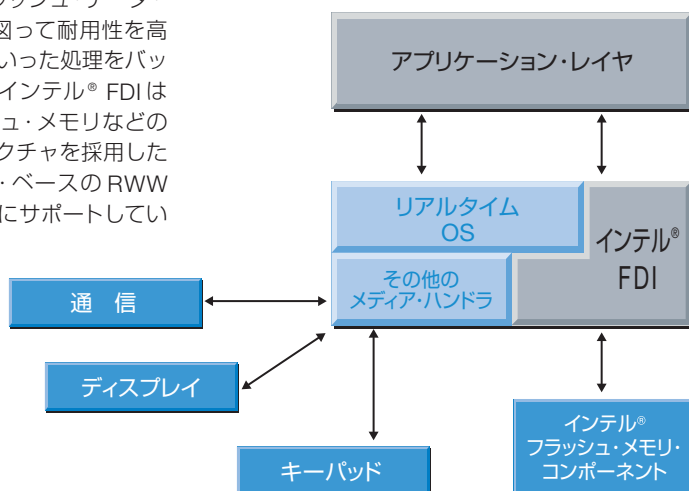 ラッシュ・データ・
図って耐用性を高
いった処理をバッ
インテル® FDIは
ュ・メモリなどの
クチャを採用した
・ベースの RWW
にサポートしてい
アプリケーション・レイヤ
リアルタイム
OS
インテル®
FDI
その他の
メディア・ハンドラ
通 信
ディスプレイ
キーパッド
インテル®
フラッシュ・メモリ・
コンポーネント